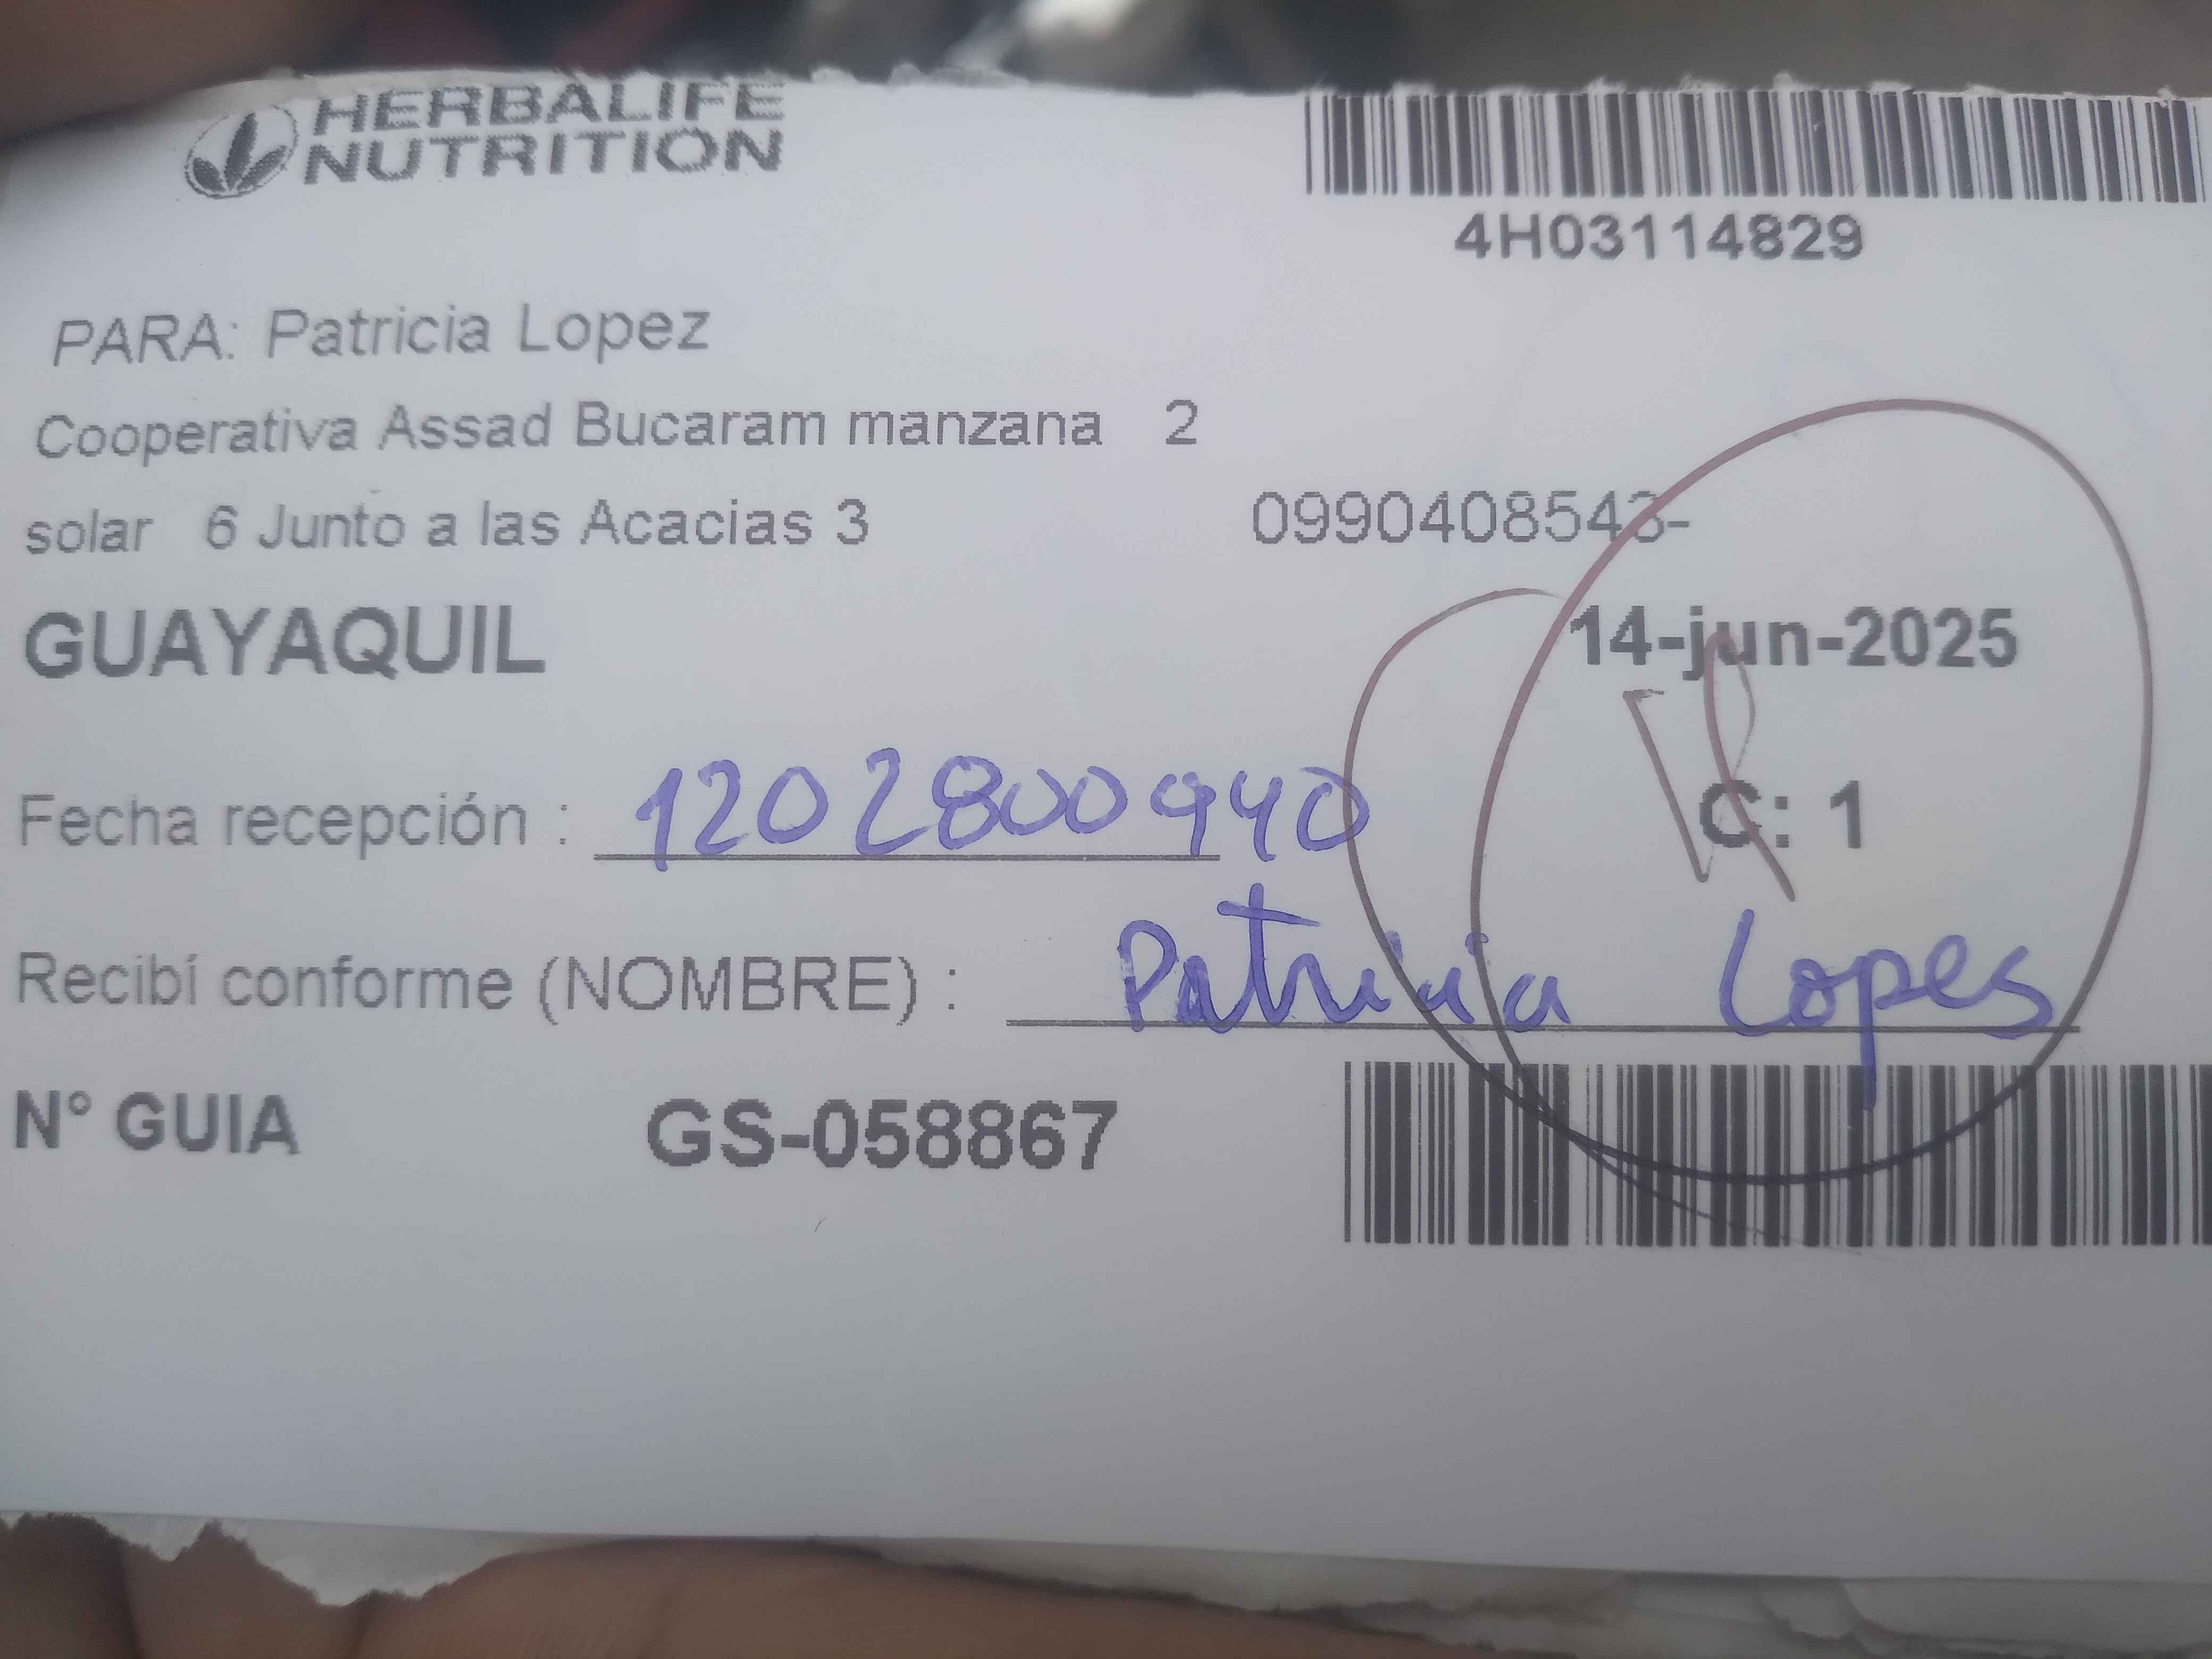 HERBALIFE
NUTRITION
4H03114829
PARA: Patricia Lopez
Cooperativa Assad Bucaram manzana 2
solar 6 Junto a las Acacias 3 0990408543-
GUAYAQUIL 14-jun-2025
C: 1
Fecha recepción : 1202800940
Recibí conforme (NOMBRE) : Patricia Lopes
N° GUIA GS-058867